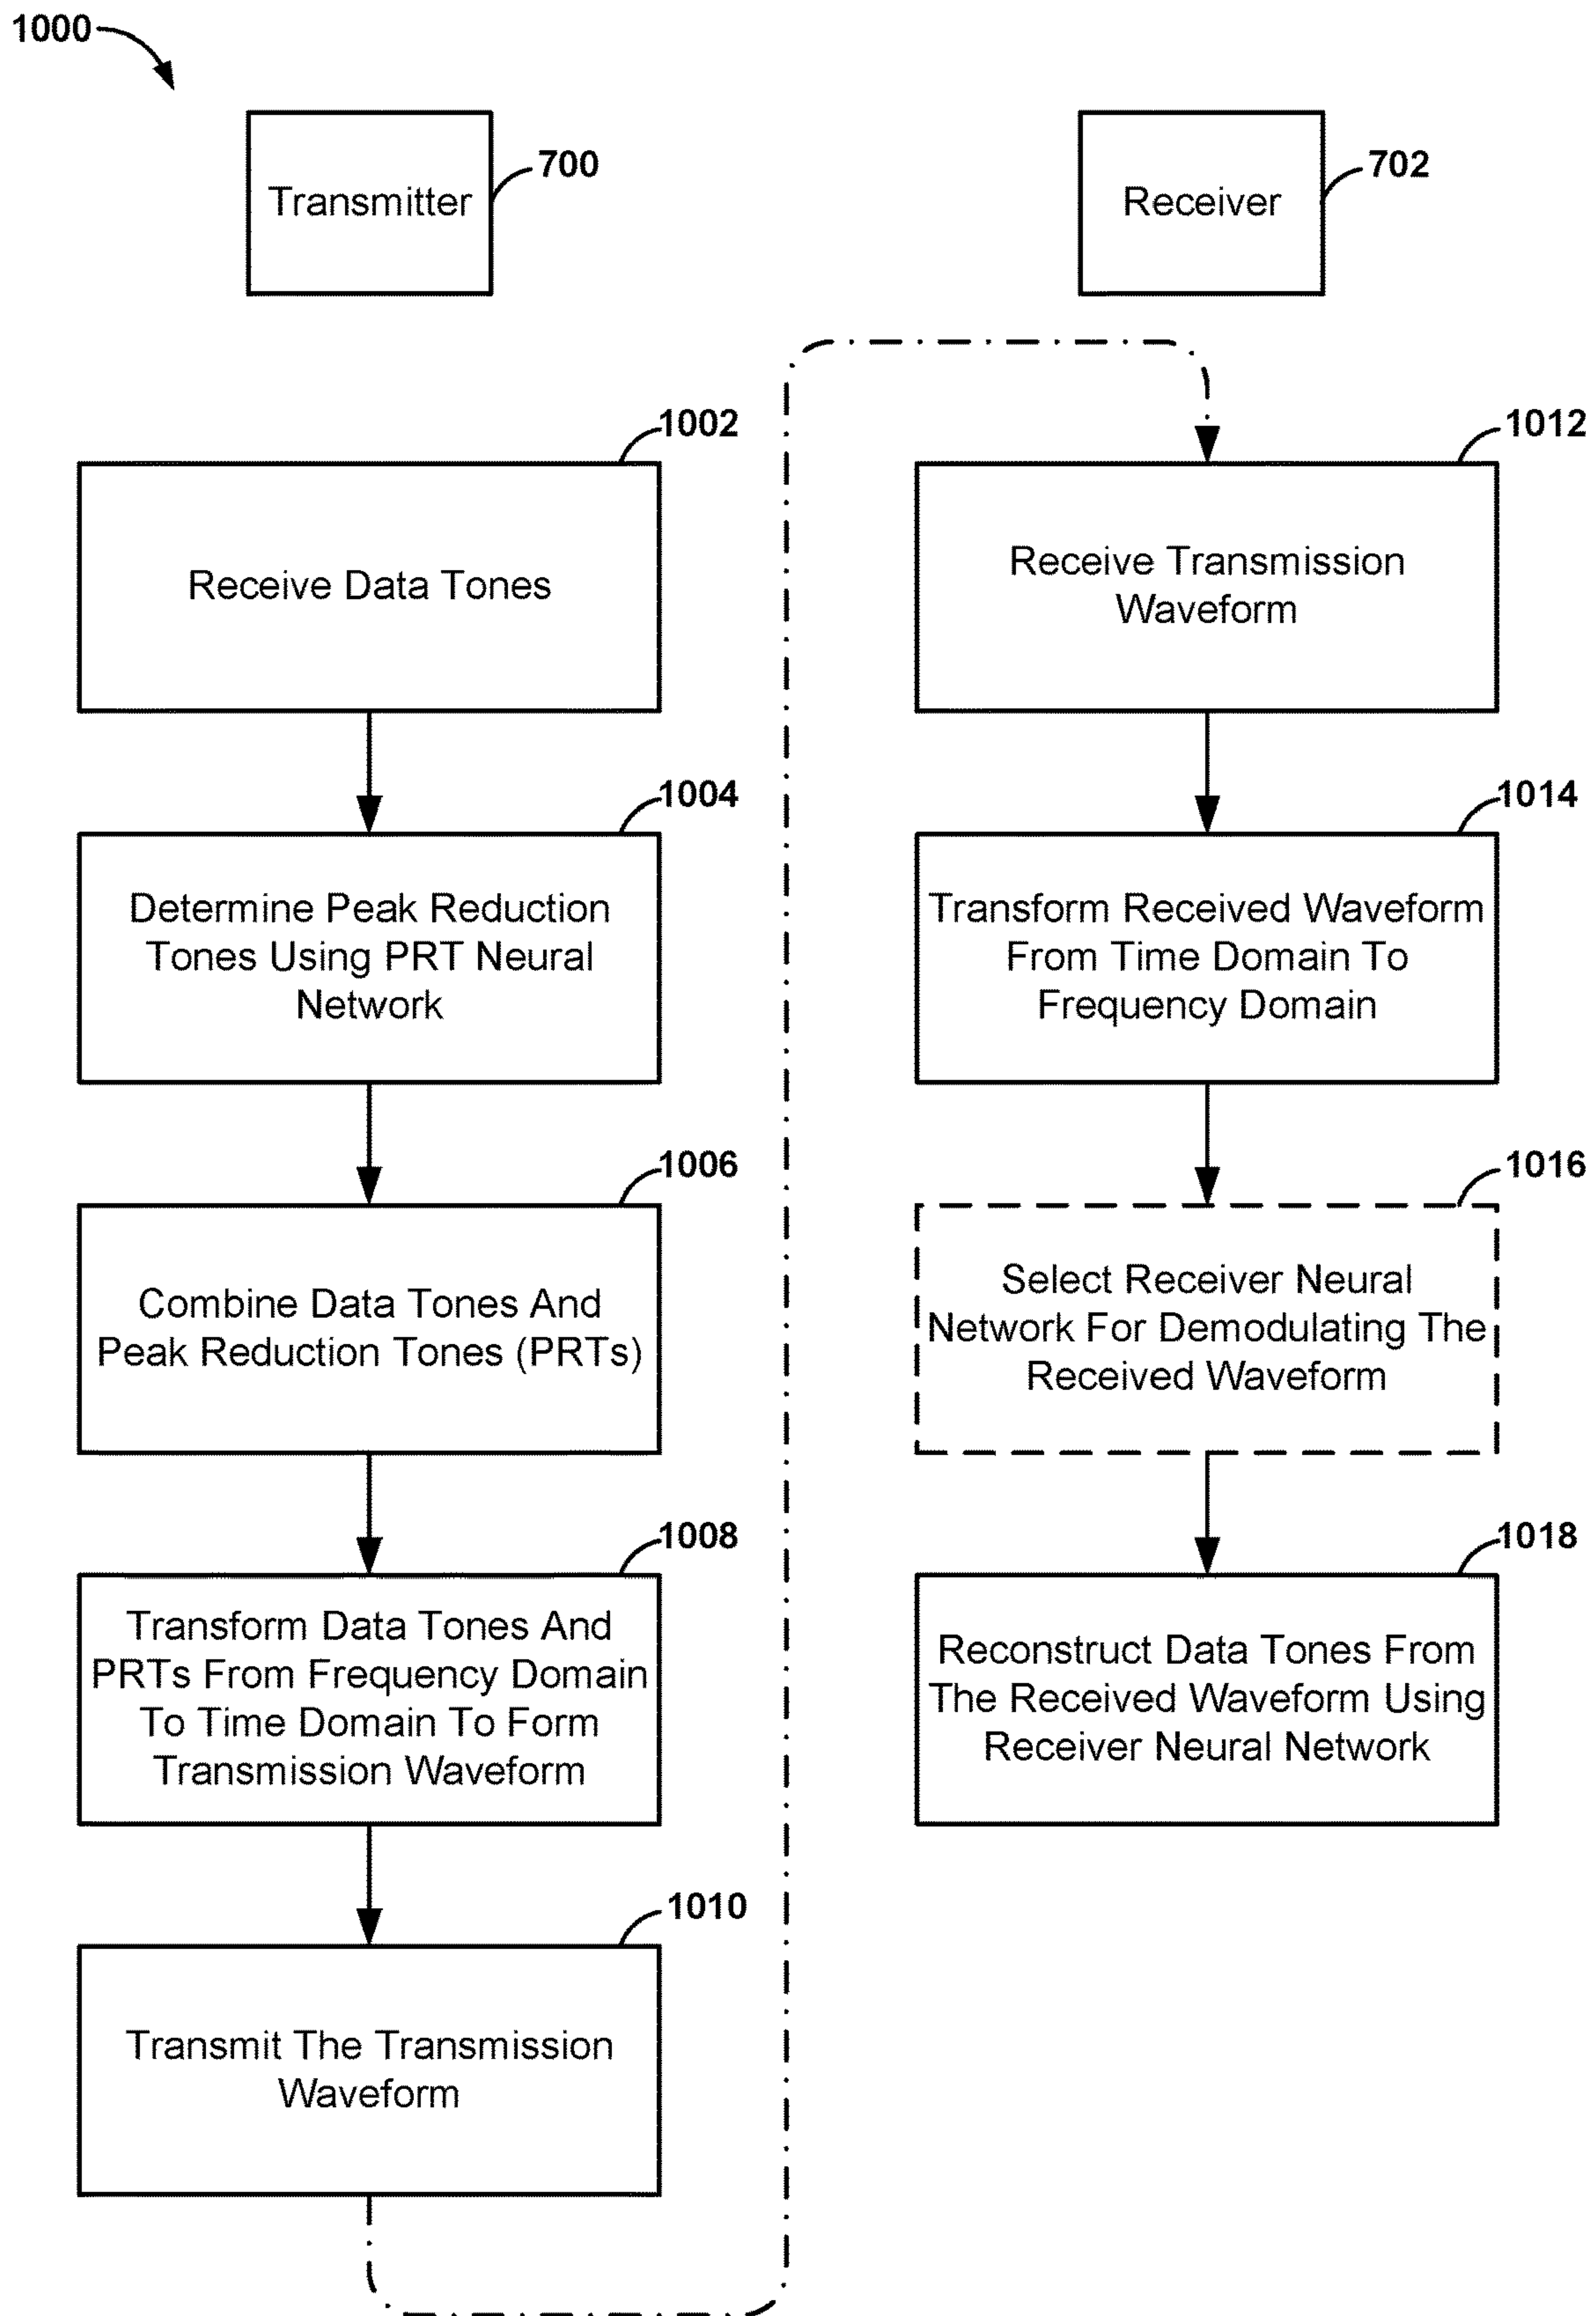 1000
Transmitter
700
Receiver
702
1002
Receive Data Tones
1004
Determine Peak Reduction
Tones Using PRT Neural
Network
1006
Combine Data Tones And
Peak Reduction Tones (PRTs)
1008
Transform Data Tones And
PRTs From Frequency Domain
To Time Domain To Form
Transmission Waveform
1010
Transmit The Transmission
Waveform
1012
Receive Transmission
Waveform
1014
Transform Received Waveform
From Time Domain To
Frequency Domain
1016
Select Receiver Neural
Network For Demodulating The
Received Waveform
1018
Reconstruct Data Tones From
The Received Waveform Using
Receiver Neural Network